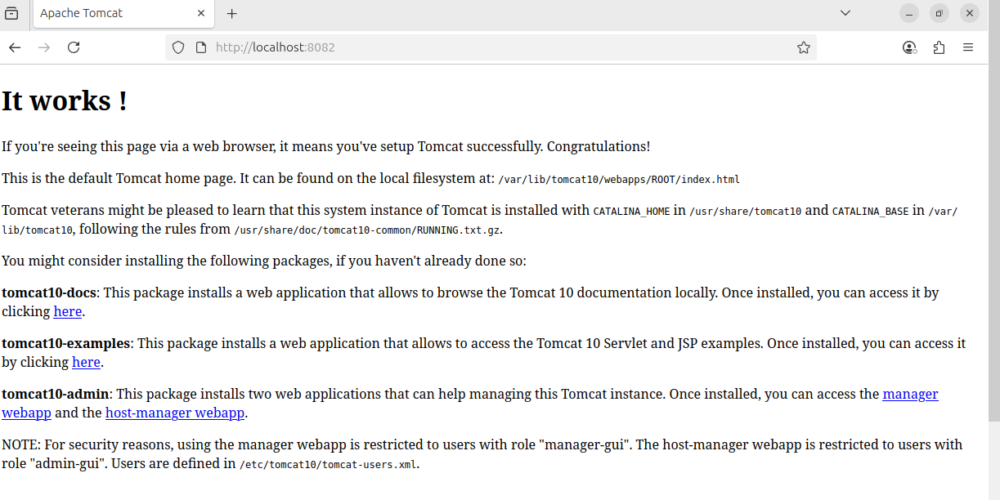 Apache Tomcat
http://localhost:8082
It works !
If you're seeing this page via a web browser, it means you've setup Tomcat successfully. Congratulations!
This is the default Tomcat home page. It can be found on the local filesystem at: /var/lib/tomcat10/webapps/ROOT/index.html
Tomcat veterans might be pleased to learn that this system instance of Tomcat is installed with CATALINA_HOME in /usr/share/tomcat10 and CATALINA_BASE in /var/
lib/tomcat10, following the rules from /usr/share/doc/tomcat10-common/RUNNING.txt.gz.
You might consider installing the following packages, if you haven't already done so:
tomcat10-docs: This package installs a web application that allows to browse the Tomcat 10 documentation locally. Once installed, you can access it by
clicking here.
tomcat10-examples: This package installs a web application that allows to access the Tomcat 10 Servlet and JSP examples. Once installed, you can access it
by clicking here.
tomcat10-admin: This package installs two web applications that can help managing this Tomcat instance. Once installed, you can access the manager
webapp and the host-manager webapp.
NOTE: For security reasons, using the manager webapp is restricted to users with role "manager-gui". The host-manager webapp is restricted to users with
role "admin-gui". Users are defined in /etc/tomcat10/tomcat-users.xml.